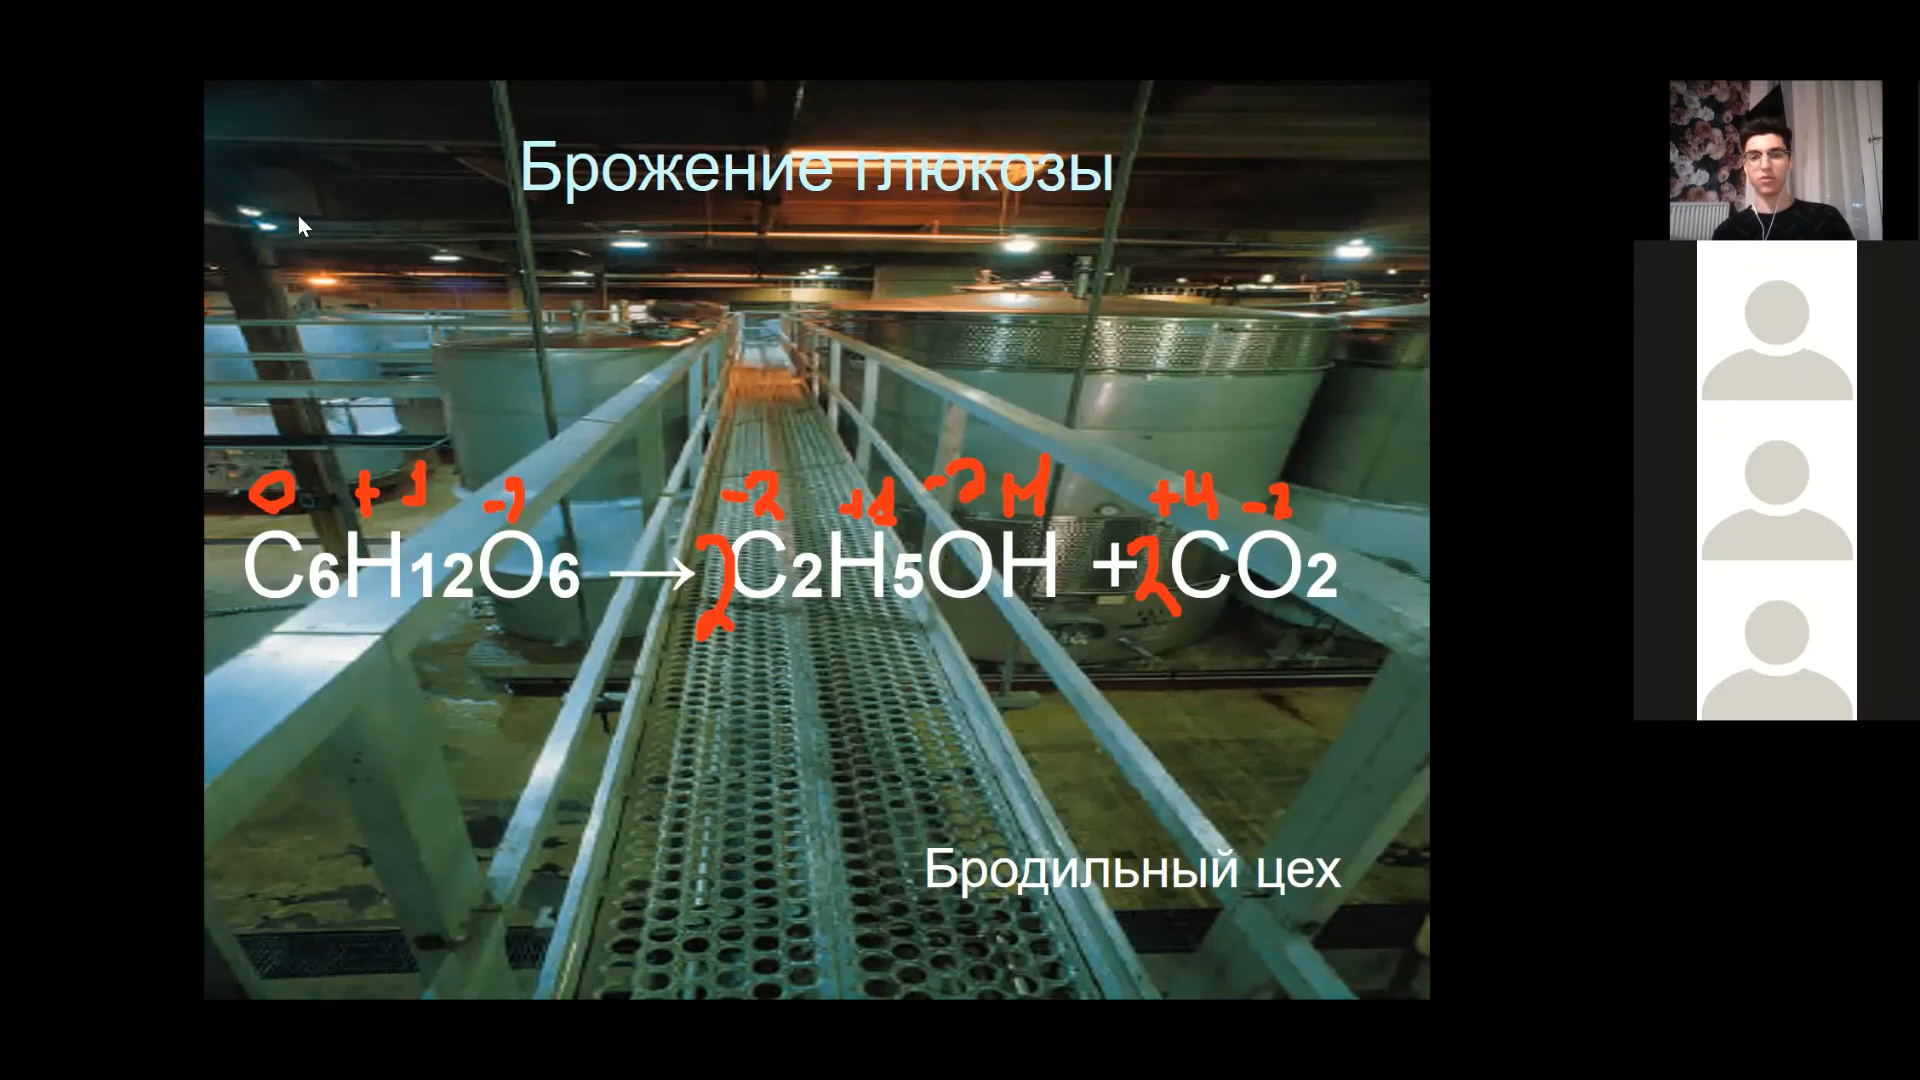 Брожение глюкозы
0 +1 -2 -2 +1 -2 +1 +4 -2
C6H12O6 → 2C2H5OH + 2CO2
Бродильный цех